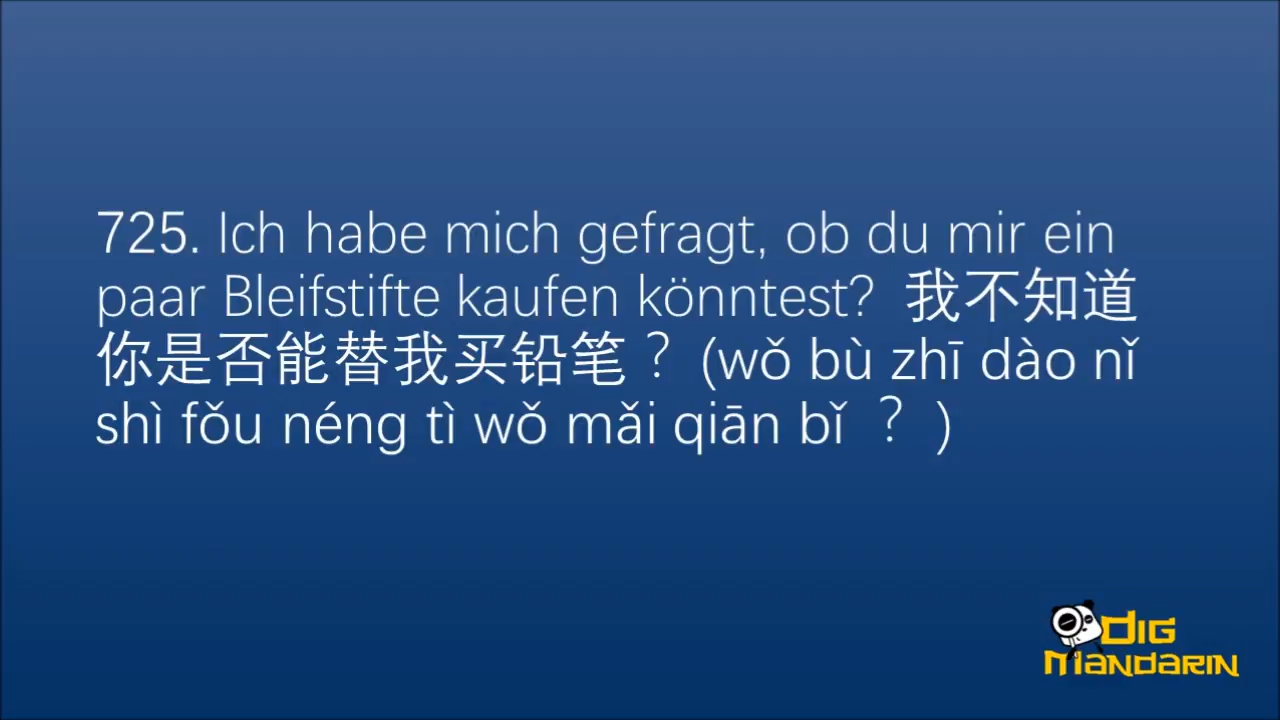 725. Ich habe mich gefragt, ob du mir ein
paar Bleifstifte kaufen könntest? 我不知道
你是否能替我买铅笔？(wǒ bù zhī dào nǐ
shì fǒu néng tì wǒ mǎi qiān bǐ ？)
DIG
MANDARIN